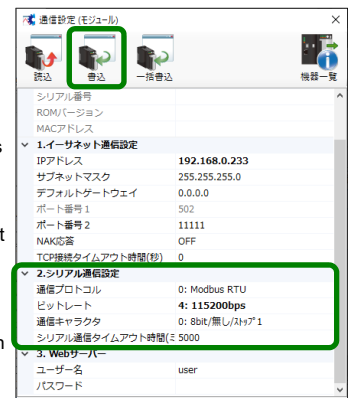 通信設定 (モジュール)
読込 書込 一括書込 機器一覧
シリアル番号
ROMバージョン
MACアドレス
1.イーサネット通信設定
IPアドレス 192.168.0.233
サブネットマスク 255.255.255.0
デフォルトゲートウェイ 0.0.0.0
ポート番号1 502
ポート番号2 11111
NAK応答 OFF
TCP接続タイムアウト時間(秒) 0
2.シリアル通信設定
通信プロトコル 0: Modbus RTU
ビットレート 4: 115200bps
通信キャラクタ 0: 8bit/無し/ストップ1
シリアル通信タイムアウト時間(ミ 5000
3. Webサーバー
ユーザー名 user
パスワード